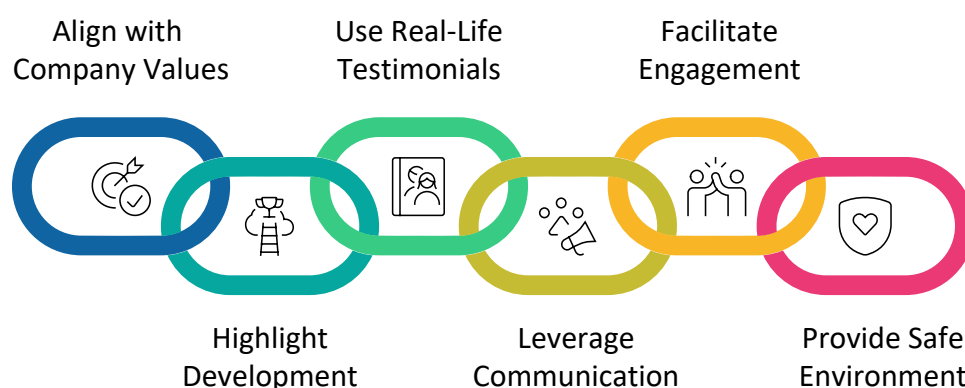 Align with
Company Values
Use Real-Life
Testimonials
Facilitate
Engagement
Highlight
Development
Leverage
Communication
Provide Safe
Environment